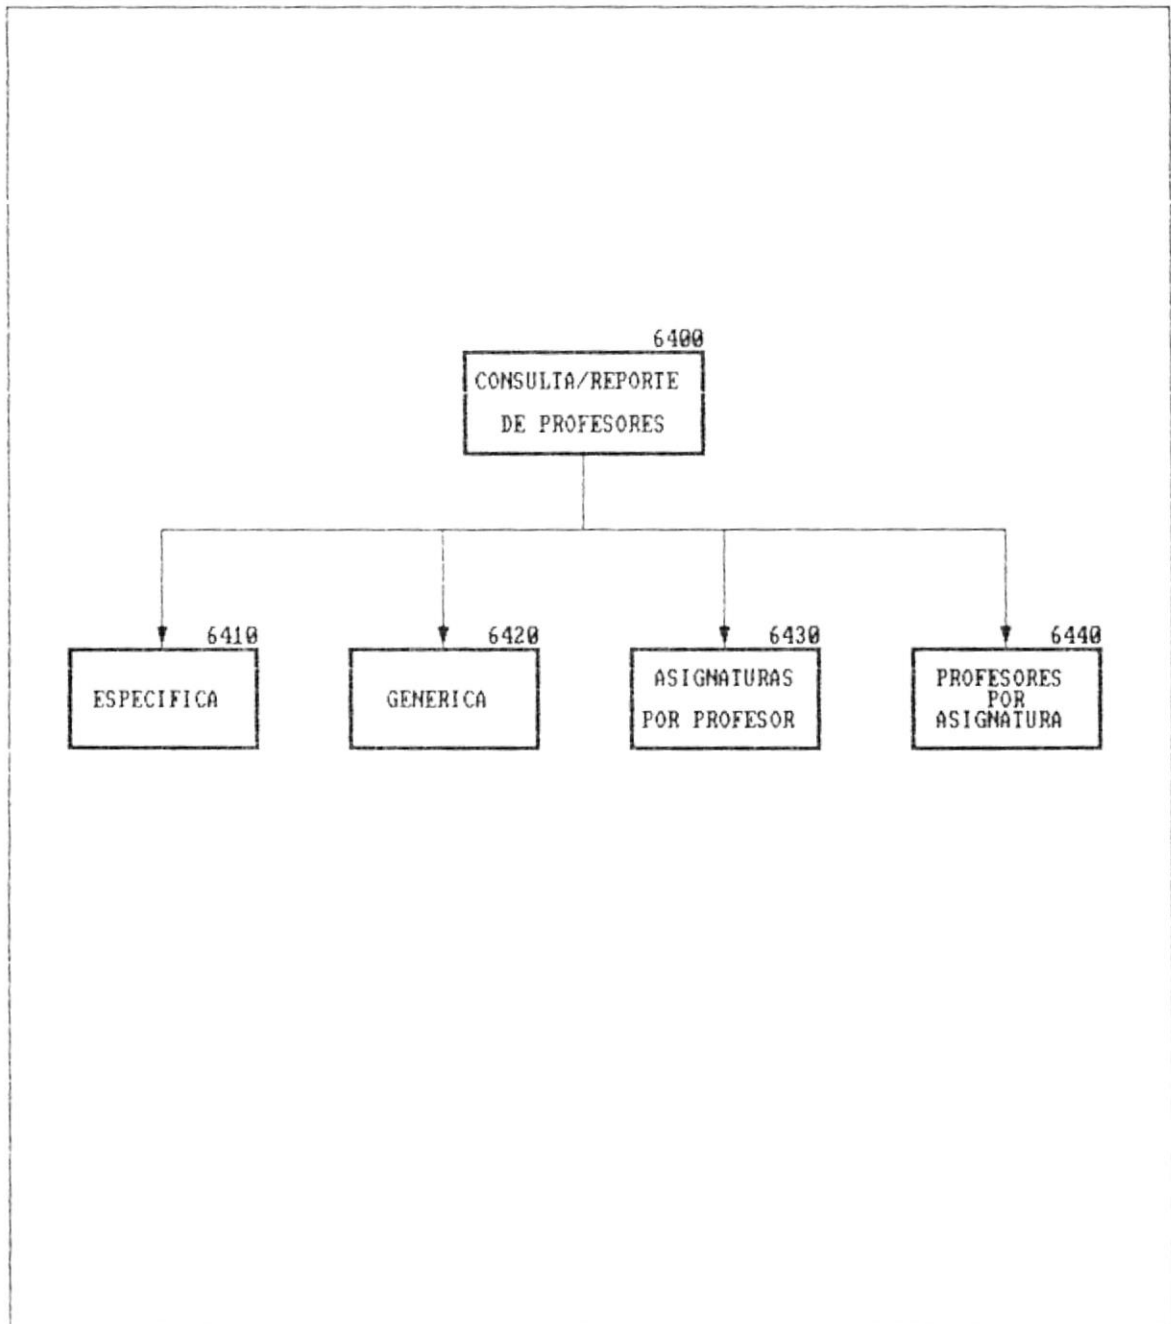 6400
CONSULTA/REPORTE
DE PROFESORES
6410
ESPECIFICA
6420
GENERICA
6430
ASIGNATURAS
POR PROFESOR
6440
PROFESORES
POR
ASIGNATURA